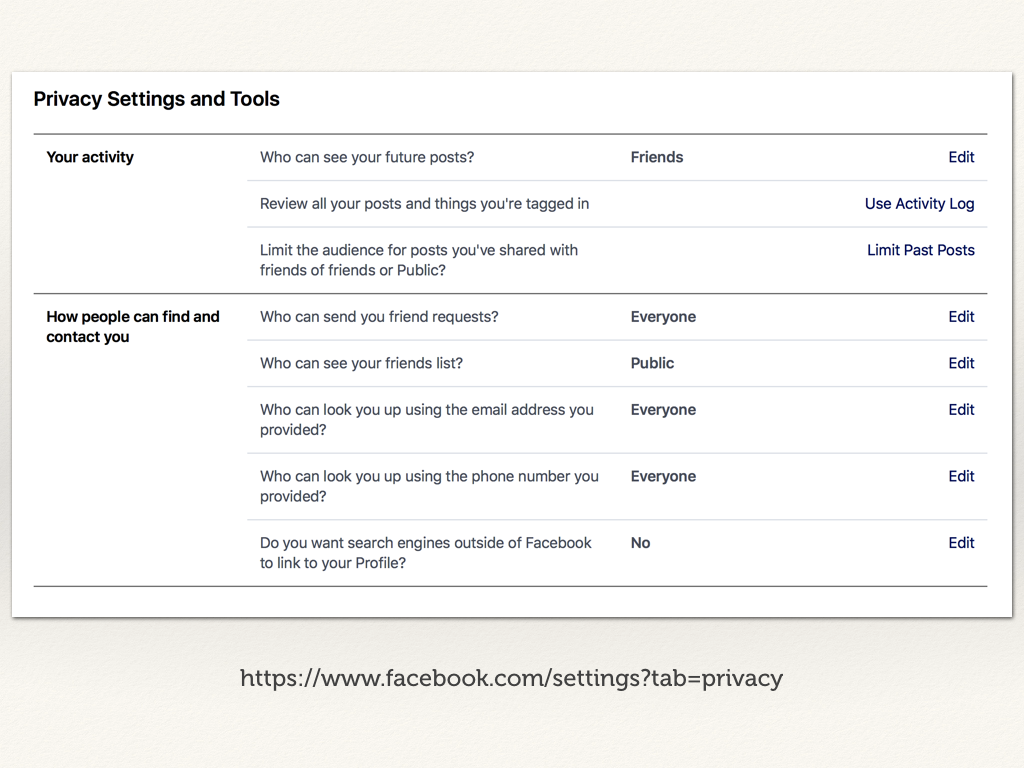 Privacy Settings and Tools
Your activity
Who can see your future posts?
Friends
Edit
Review all your posts and things you're tagged in
Use Activity Log
Limit the audience for posts you've shared with
friends of friends or Public?
Limit Past Posts
How people can find and
contact you
Who can send you friend requests?
Everyone
Edit
Who can see your friends list?
Public
Edit
Who can look you up using the email address you
provided?
Everyone
Edit
Who can look you up using the phone number you
provided?
Everyone
Edit
Do you want search engines outside of Facebook
to link to your Profile?
No
Edit
https://www.facebook.com/settings?tab=privacy